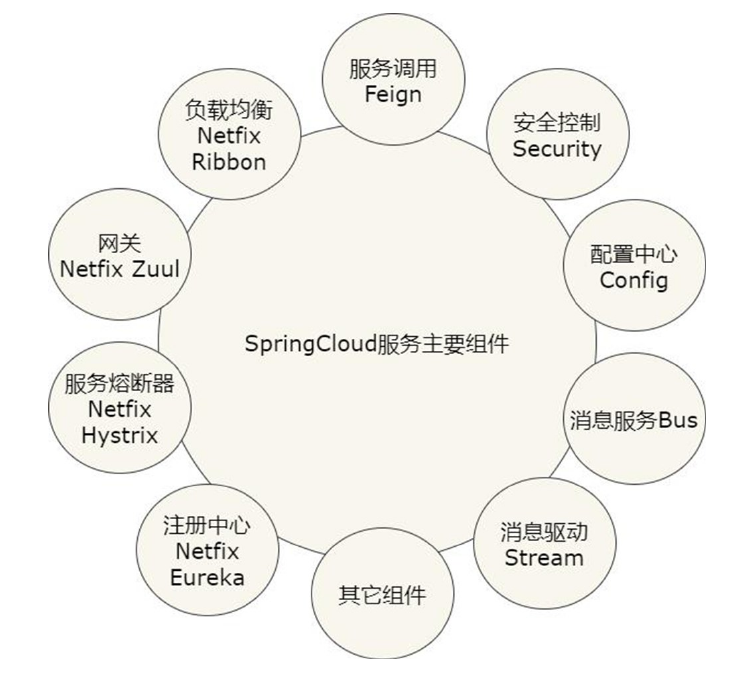 服务调用
Feign
负载均衡
Netfix
Ribbon
安全控制
Security
网关
Netfix Zuul
配置中心
Config
SpringCloud服务主要组件
服务熔断器
Netfix
Hystrix
消息服务Bus
注册中心
Netfix
Eureka
消息驱动
Stream
其它组件